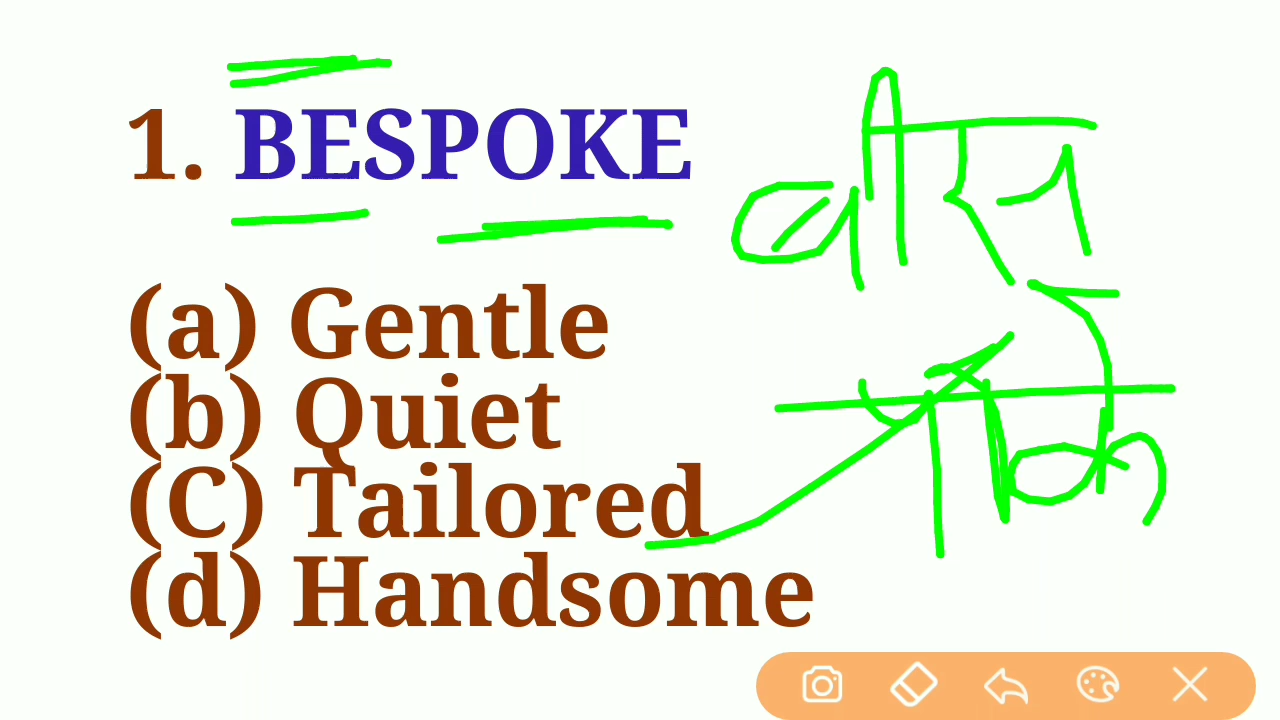 1. BESPOKE
(a) Gentle
(b) Quiet
(C) Tailored
(d) Handsome